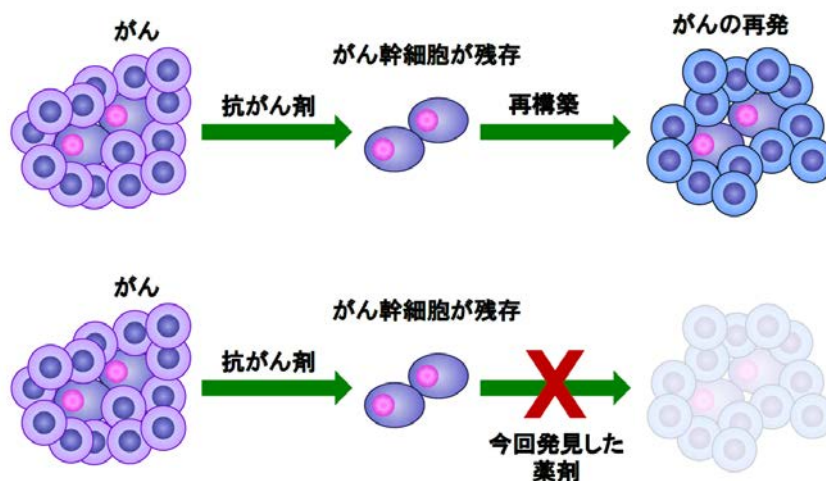 がん
抗がん剤
がん幹細胞が残存
再構築
がんの再発
がん
抗がん剤
がん幹細胞が残存
今回発見した
薬剤